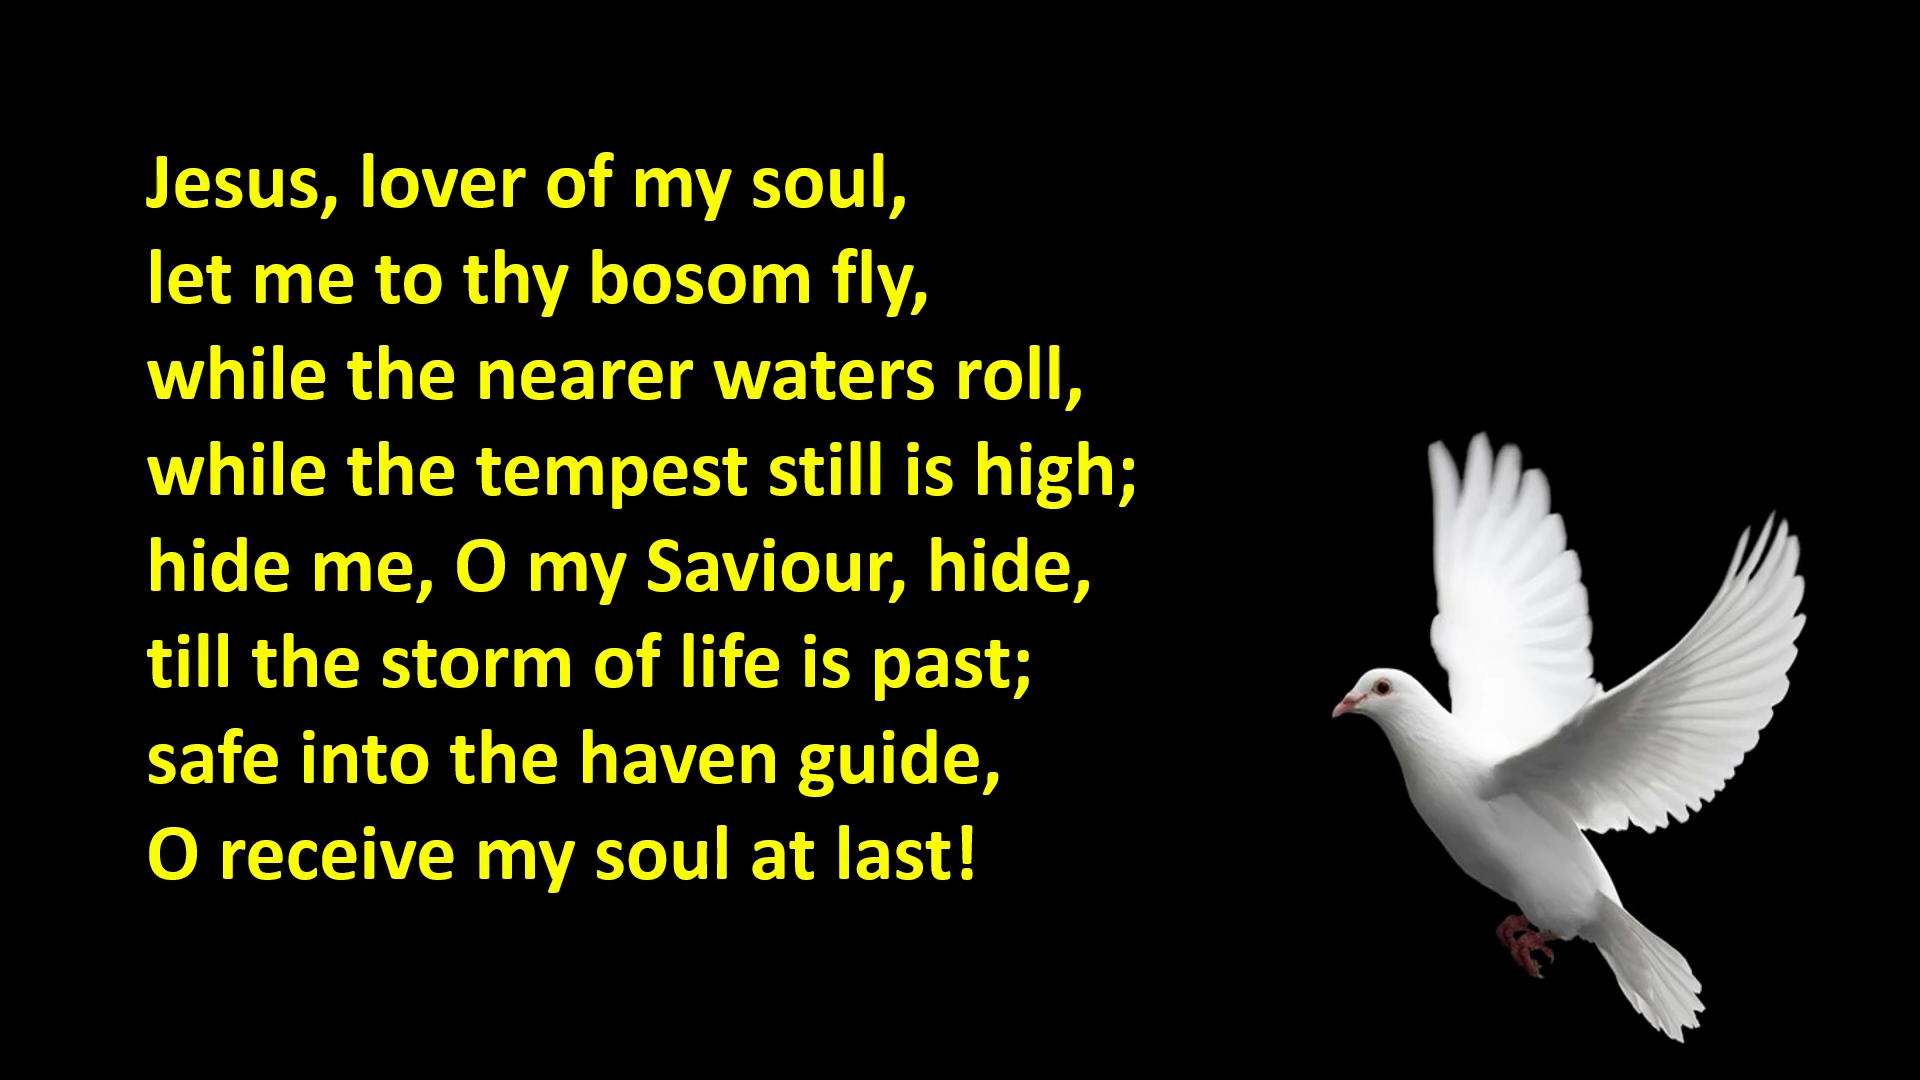 Jesus, lover of my soul,
let me to thy bosom fly,
while the nearer waters roll,
while the tempest still is high;
hide me, O my Saviour, hide,
till the storm of life is past;
safe into the haven guide,
O receive my soul at last!